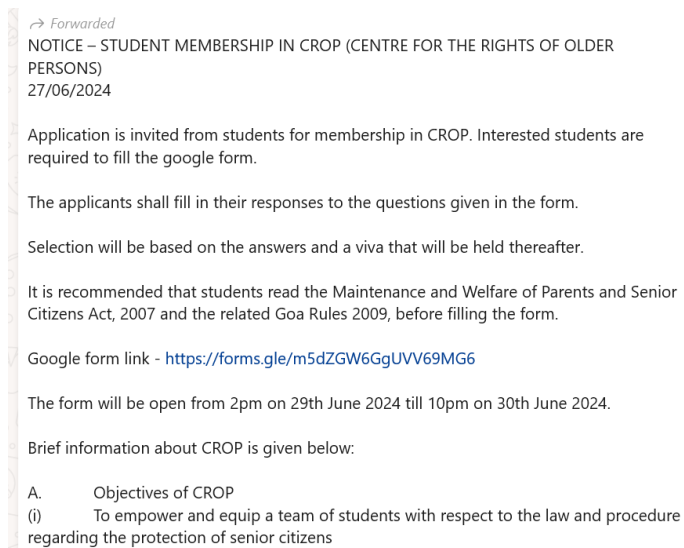 Forwarded
NOTICE – STUDENT MEMBERSHIP IN CROP (CENTRE FOR THE RIGHTS OF OLDER
PERSONS)
27/06/2024
Application is invited from students for membership in CROP. Interested students are
required to fill the google form.
The applicants shall fill in their responses to the questions given in the form.
Selection will be based on the answers and a viva that will be held thereafter.
It is recommended that students read the Maintenance and Welfare of Parents and Senior
Citizens Act, 2007 and the related Goa Rules 2009, before filling the form.
Google form link - https://forms.gle/m5dZGW6GgUVV69MG6
The form will be open from 2pm on 29th June 2024 till 10pm on 30th June 2024.
Brief information about CROP is given below:
A. Objectives of CROP
(i) To empower and equip a team of students with respect to the law and procedure
regarding the protection of senior citizens